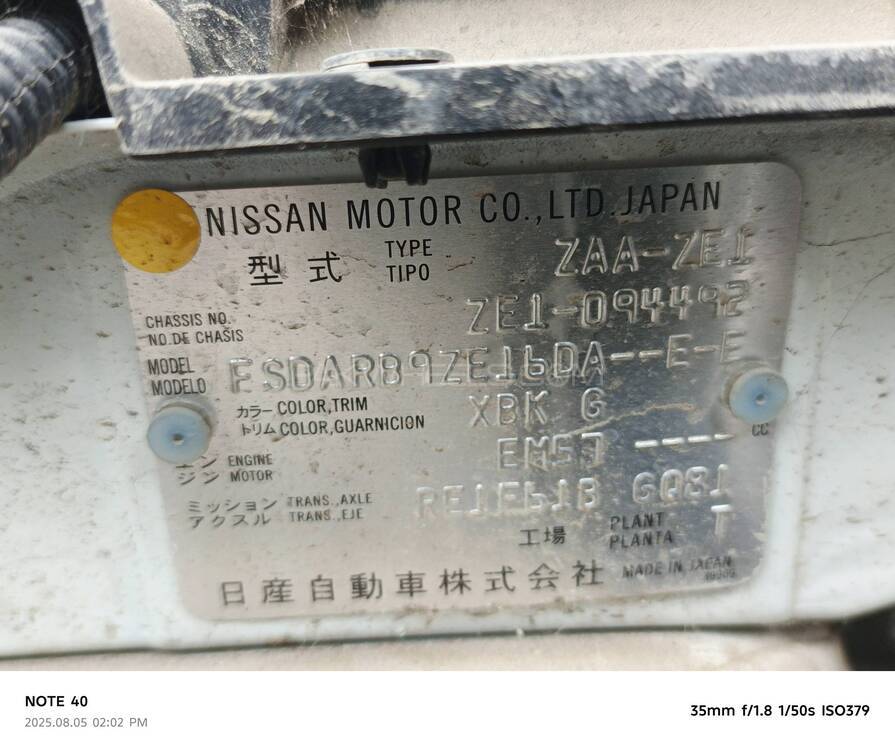 NISSAN MOTOR CO.,LTD.JAPAN
型式 TYPE TIPO ZAA-ZE1
CHASSIS NO. NO.DE CHASIS ZE1-094492
MODEL MODELO FSDARB9ZE16DA--E-E
カラー COLOR,TRIM XBK G
トリム COLOR,GUARNICION
エン ENGINE EM57 ---- CC
ジン MOTOR
ミッション TRANS.,AXLE RE1F61B GQ81
アクスル TRANS.,EJE
工場 PLANT PLANTA T
日産自動車株式会社 MADE IN JAPAN
NOTE 40
35mm f/1.8 1/50s ISO379
2025.08.05 02:02 PM